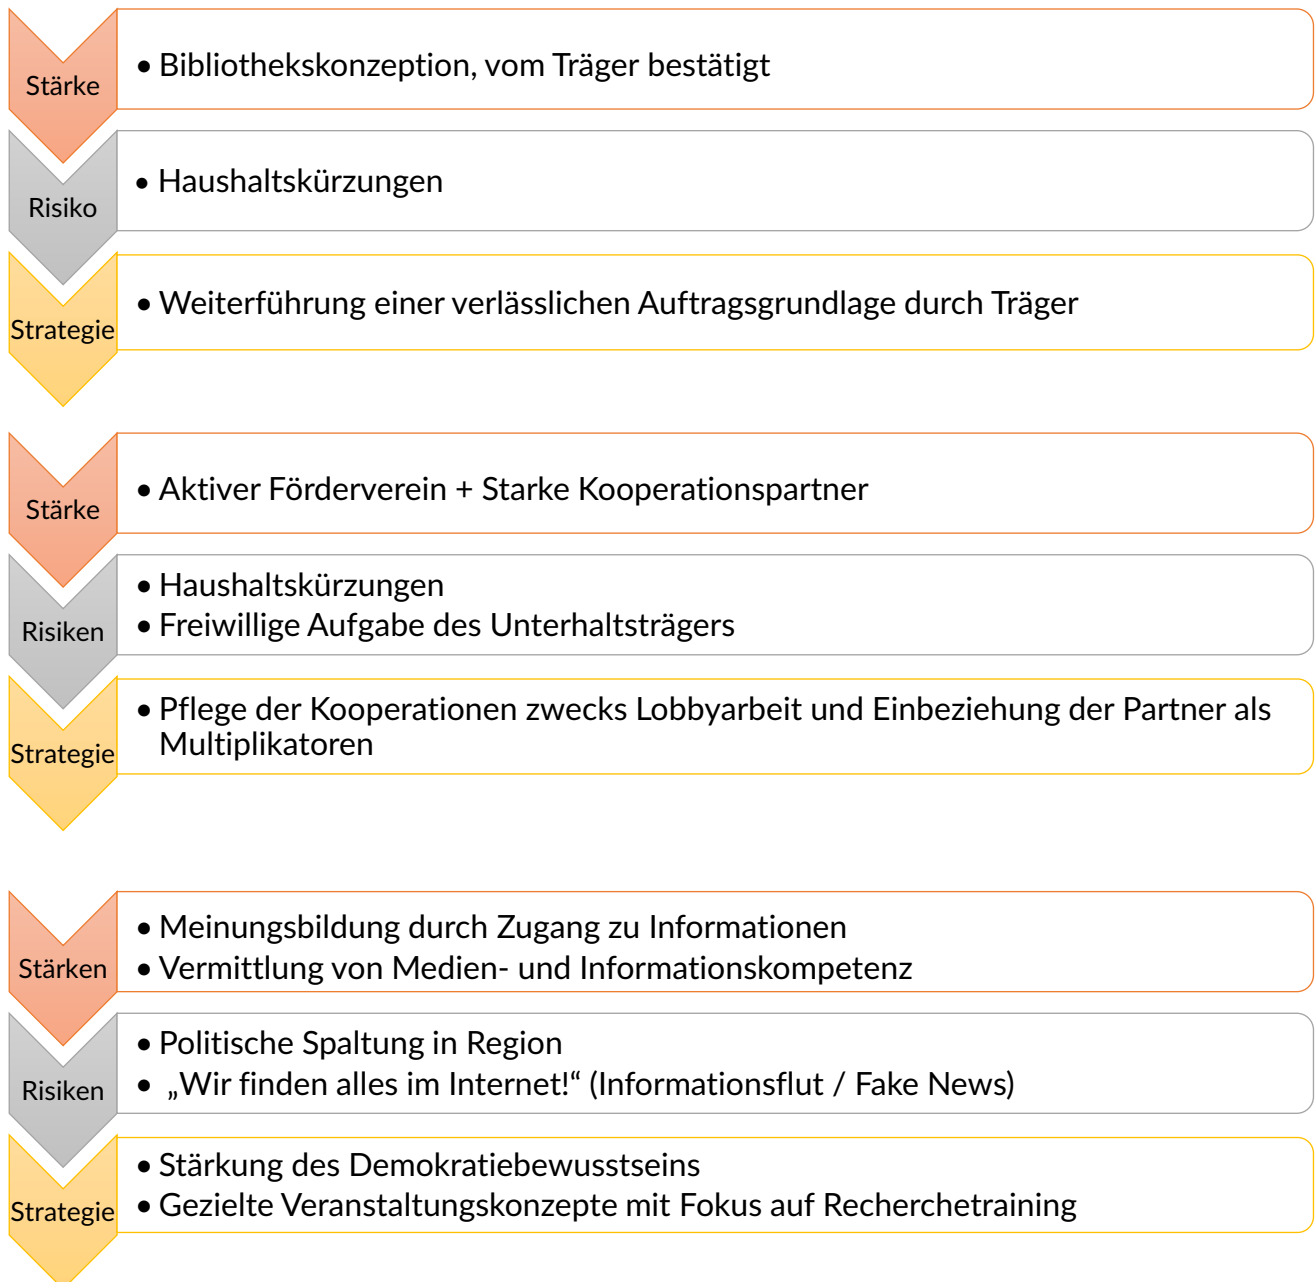 Stärke
• Bibliothekskonzeption, vom Träger bestätigt
Risiko
• Haushaltskürzungen
Strategie
• Weiterführung einer verlässlichen Auftragsgrundlage durch Träger
Stärke
• Aktiver Förderverein + Starke Kooperationspartner
Risiken
• Haushaltskürzungen
• Freiwillige Aufgabe des Unterhaltsträgers
Strategie
• Pflege der Kooperationen zwecks Lobbyarbeit und Einbeziehung der Partner als
Multiplikatoren
Stärken
• Meinungsbildung durch Zugang zu Informationen
• Vermittlung von Medien- und Informationskompetenz
Risiken
• Politische Spaltung in Region
• „Wir finden alles im Internet!“ (Informationsflut / Fake News)
Strategie
• Stärkung des Demokratiebewusstseins
• Gezielte Veranstaltungskonzepte mit Fokus auf Recherchetraining